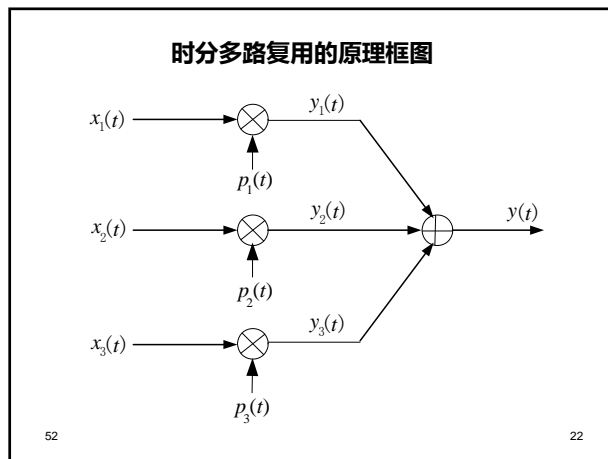 时分多路复用的原理框图
x₁(t)
y₁(t)
p₁(t)
x₂(t)
y₂(t)
y(t)
p₂(t)
x₃(t)
y₃(t)
p₃(t)
52
22